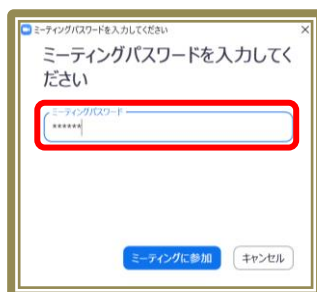 ミーティングパスワードを入力してください
ミーティングパスワードを入力してく
ださい
ミーティングパスワード
******
ミーティングに参加
キャンセル